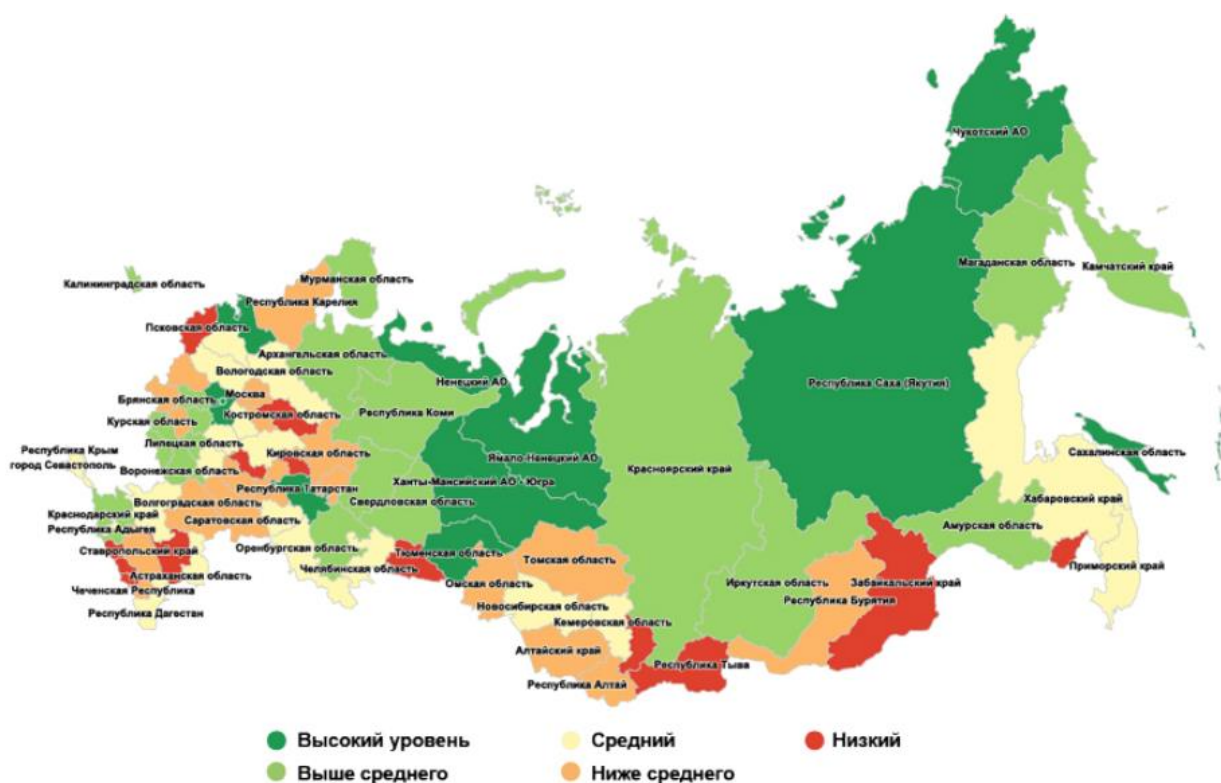 Чукотский АО
Магаданская область
Камчатский край
Калининградская область
Мурманская область
Республика Карелия
Псковская область
Архангельская область
Вологодская область
Ненецкий АО
Республика Саха (Якутия)
Брянская область
Москва
Костромская область
Республика Коми
Курская область
Липецкая область
Кировская область
Ямало-Ненецкий АО
Красноярский край
Сахалинская область
Республика Крым
город Севастополь
Воронежская область
Республика Татарстан
Ханты-Мансийский АО - Югра
Свердловская область
Хабаровский край
Волгоградская область
Краснодарский край
Саратовская область
Амурская область
Республика Адыгея
Ставропольский край
Оренбургская область
Тюменская область
Томская область
Приморский край
Астраханская область
Челябинская область
Омская область
Иркутская область
Забайкальский край
Чеченская Республика
Республика Бурятия
Новосибирская область
Республика Дагестан
Кемеровская область
Алтайский край
Республика Тыва
Республика Алтай
Высокий уровень
Средний
Низкий
Выше среднего
Ниже среднего